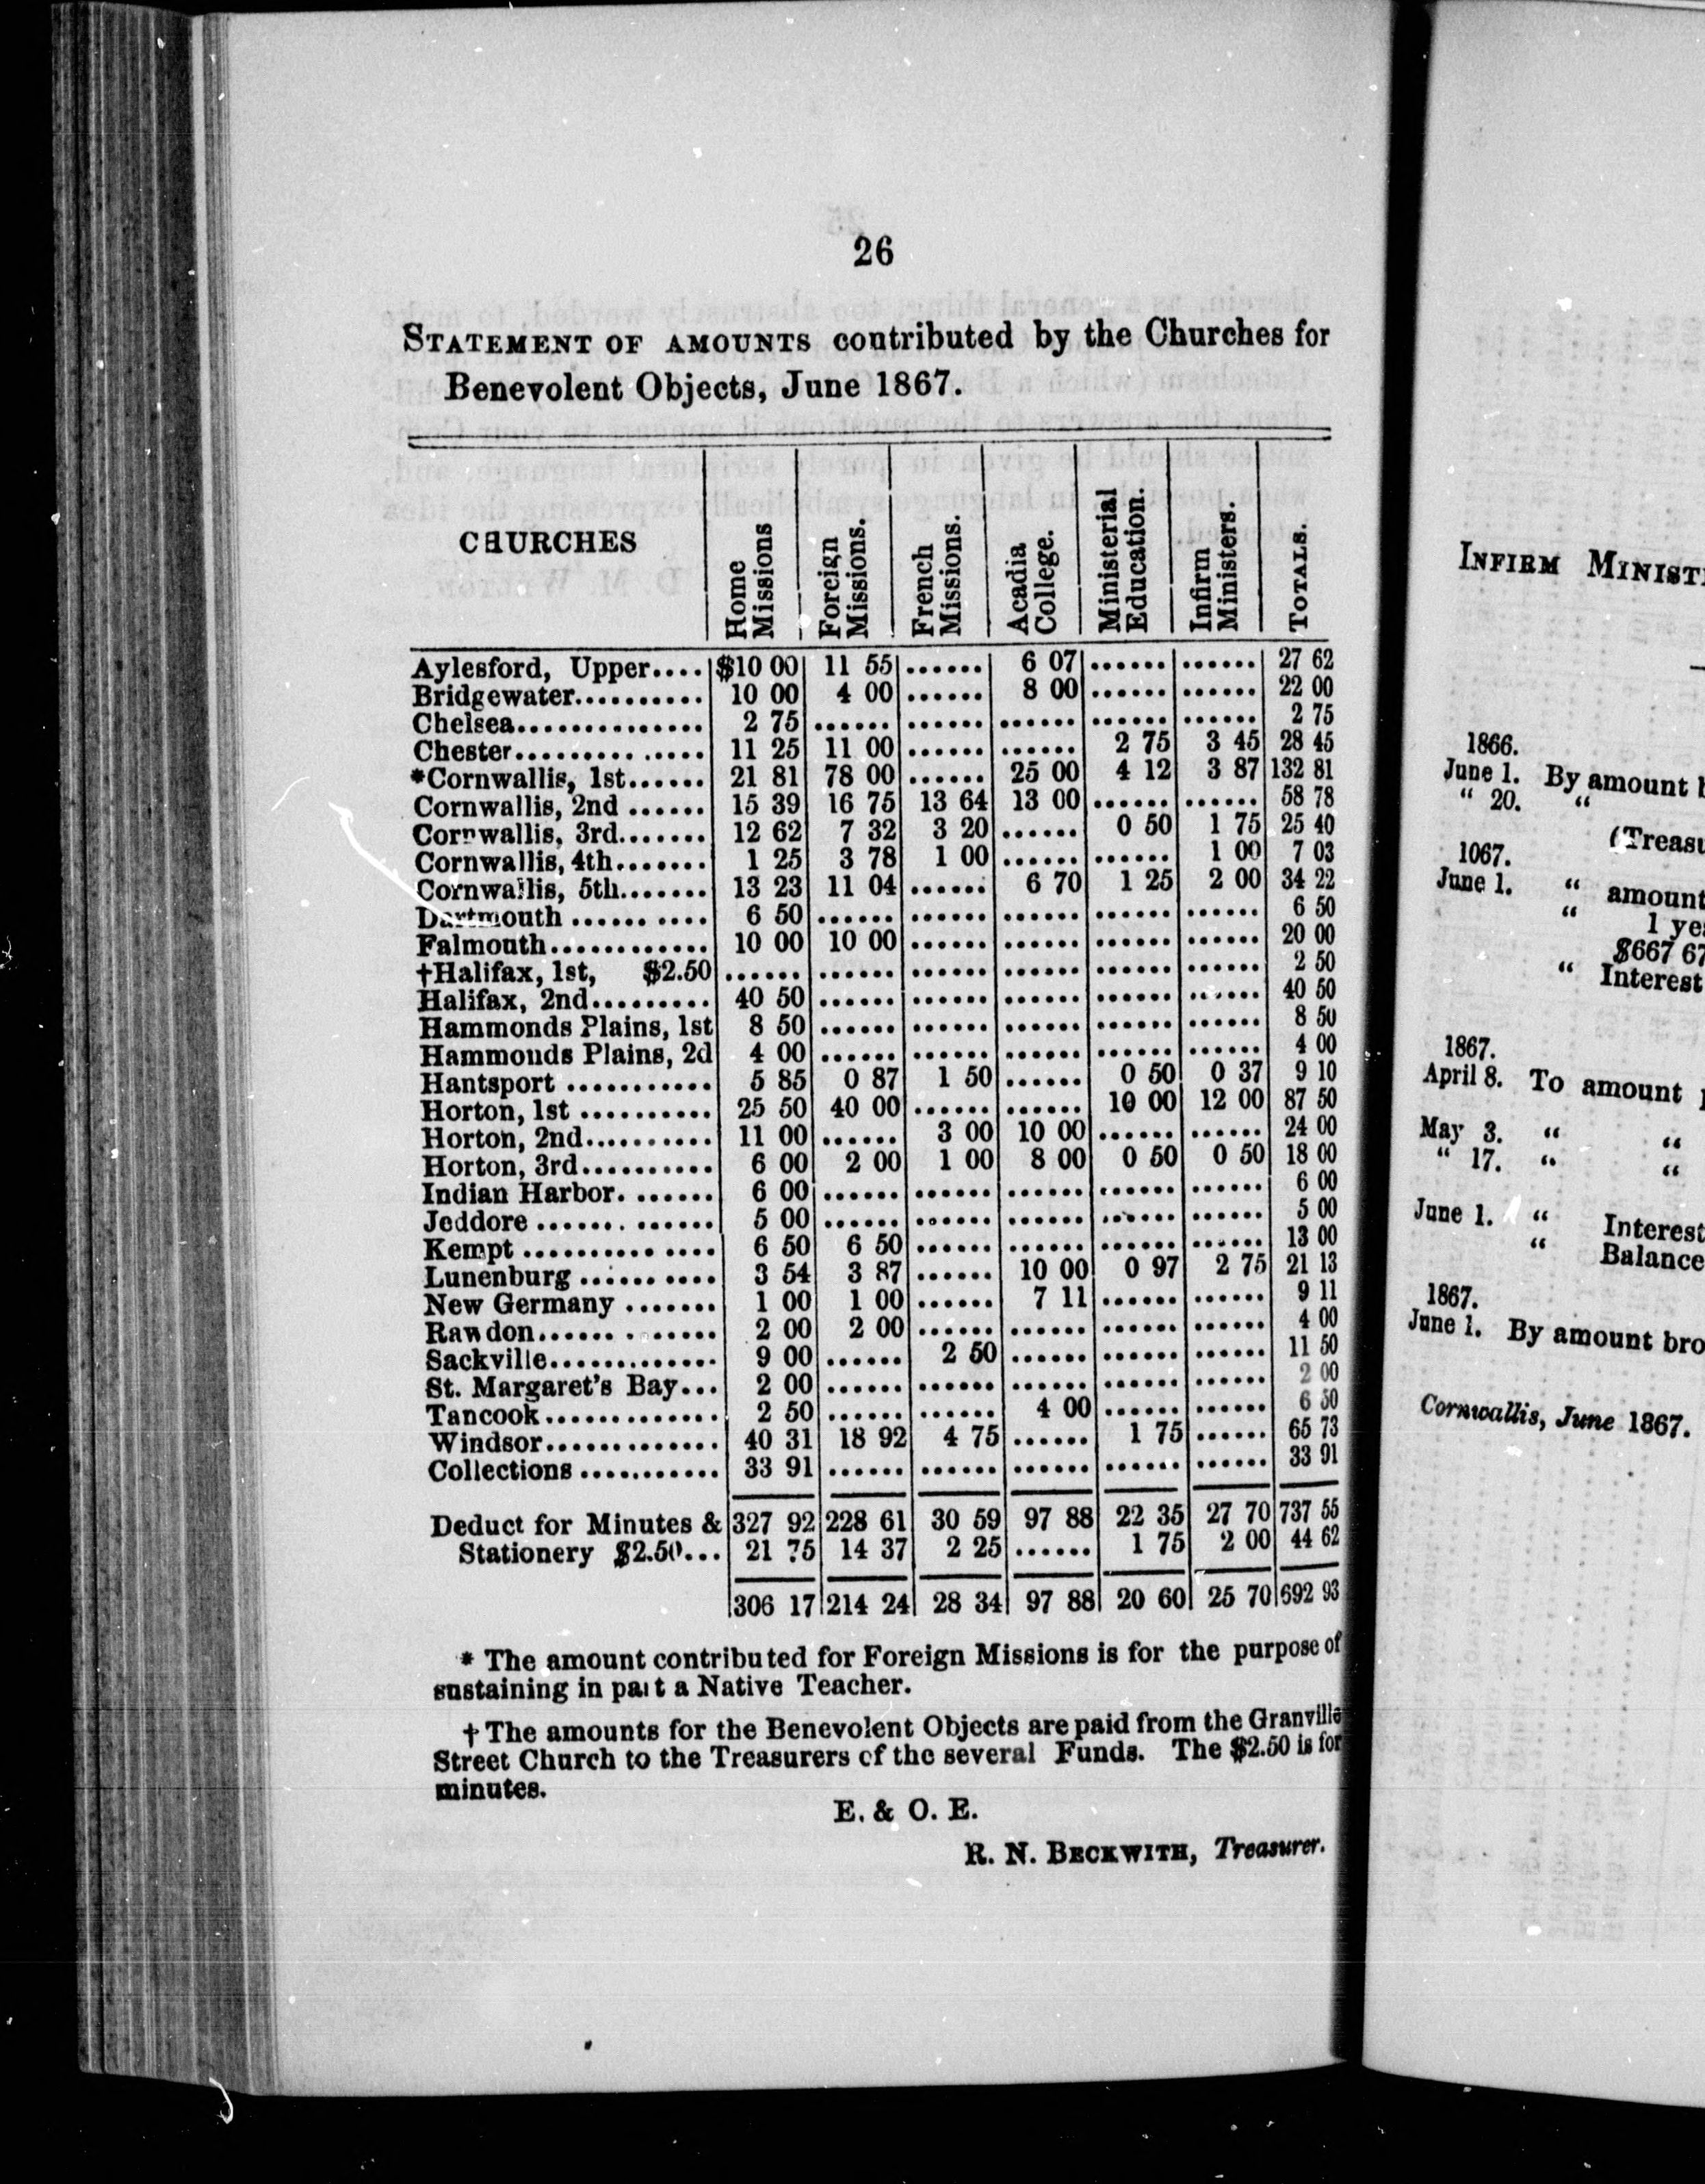 26
STATEMENT OF AMOUNTS contributed by the Churches for
Benevolent Objects, June 1867.
CHURCHES Home Missions Foreign Missions. French Missions. Acadia College. Ministerial Education. Infirm Ministers. TOTALS.
Aylesford, Upper.... $10 00 11 55 ...... 6 07 ...... ...... 27 62
Bridgewater.......... 10 00 4 00 ...... 8 00 ...... ...... 22 00
Chelsea............... 2 75 ...... ...... ...... ...... ...... 2 75
Chester.......... ..... 11 25 11 00 ...... ...... 2 75 3 45 28 45
*Cornwallis, 1st...... 21 81 78 00 ...... 25 00 4 12 3 87 132 81
Cornwallis, 2nd ...... 15 39 16 75 13 64 13 00 ...... ...... 58 78
Cornwallis, 3rd....... 12 62 7 32 3 20 ...... 0 50 1 75 25 40
Cornwallis, 4th....... 1 25 3 78 1 00 ...... ...... 1 00 7 03
Cornwallis, 5th....... 13 23 11 04 ...... 6 70 1 25 2 00 34 22
Dartmouth ...... .... 6 50 ...... ...... ...... ...... ...... 6 50
Falmouth............ 10 00 10 00 ...... ...... ...... ...... 20 00
†Halifax, 1st, $2.50 ...... ...... ...... ...... ...... ...... 2 50
Halifax, 2nd......... 40 50 ...... ...... ...... ...... ...... 40 50
Hammonds Plains, 1st 8 50 ...... ...... ...... ...... ...... 8 50
Hammonds Plains, 2d 4 00 ...... ...... ...... ...... ...... 4 00
Hantsport ........... 5 85 0 87 1 50 ...... 0 50 0 37 9 10
Horton, 1st .......... 25 50 40 00 ...... ...... 10 00 12 00 87 50
Horton, 2nd.......... 11 00 ...... 3 00 10 00 ...... ...... 24 00
Horton, 3rd.......... 6 00 2 00 1 00 8 00 0 50 0 50 18 00
Indian Harbor. ....... 6 00 ...... ...... ...... ...... ...... 6 00
Jeddore ....... ...... 5 00 ...... ...... ...... ...... ...... 5 00
Kempt .......... .... 6 50 6 50 ...... ...... ...... ...... 13 00
Lunenburg ...... .... 3 54 3 87 ...... 10 00 0 97 2 75 21 13
New Germany ....... 1 00 1 00 ...... 7 11 ...... ...... 9 11
Rawdon...... . ...... 2 00 2 00 ...... ...... ...... ...... 4 00
Sackville............. 9 00 ...... 2 50 ...... ...... ...... 11 50
St. Margaret's Bay... 2 00 ...... ...... ...... ...... ...... 2 00
Tancook............. 2 50 ...... ...... 4 00 ...... ...... 6 50
Windsor............. 40 31 18 92 4 75 ...... 1 75 ...... 65 73
Collections ........... 33 91 ...... ...... ...... ...... ...... 33 91
Deduct for Minutes & 327 92 228 61 30 59 97 88 22 35 27 70 737 55
Stationery $2.50... 21 75 14 37 2 25 ...... 1 75 2 00 44 62
306 17 214 24 28 34 97 88 20 60 25 70 692 93
* The amount contributed for Foreign Missions is for the purpose of
sustaining in part a Native Teacher.
† The amounts for the Benevolent Objects are paid from the Granville
Street Church to the Treasurers of the several Funds. The $2.50 is for
minutes.
E. & O. E.
R. N. BECKWITH, Treasurer.
INFIRM
1866.
June 1. By amount
" 20. "
1067.
June 1. " amount
" 1
$667 67
" Interest
1867.
April 8. To amount
May 3. " "
" 17. " "
June 1. " Interest
" Balance
1867.
June 1. By amount
Cornwallis, June 1867.